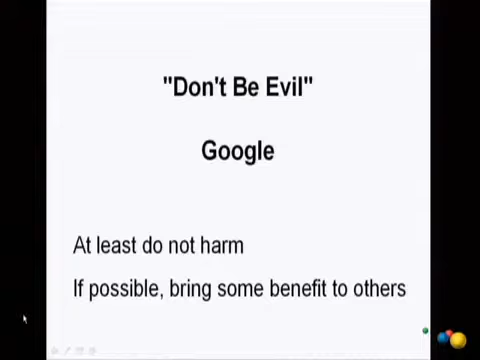 "Don't Be Evil"
Google
At least do not harm
If possible, bring some benefit to others